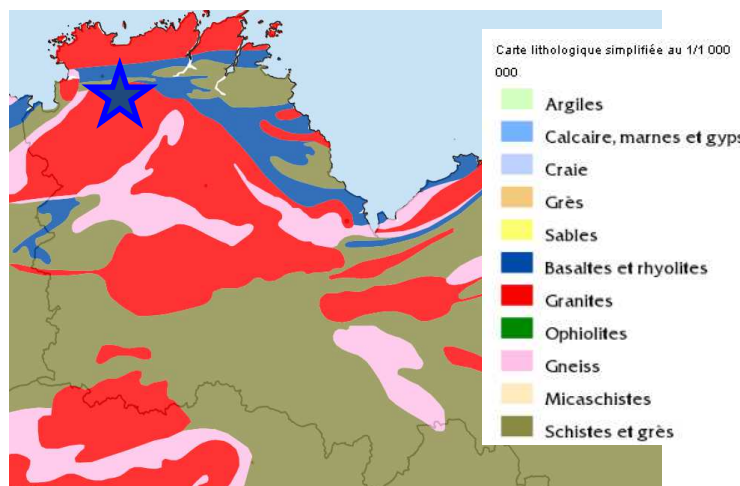 Carte lithologique simplifiée au 1/1 000
000
Argiles
Calcaire, marnes et gyps
Craie
Grès
Sables
Basaltes et rhyolites
Granites
Ophiolites
Gneiss
Micaschistes
Schistes et grès